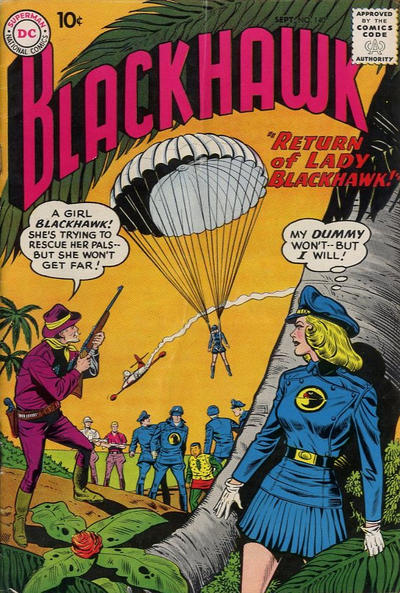 SUPERMAN
DC
NATIONAL COMICS
10¢
SEPT. NO. 140
APPROVED
BY THE
COMICS
CODE
CA
AUTHORITY
BLACKHAWK
"RETURN
of LADY
BLACKHAWK!"
A GIRL
BLACKHAWK!
SHE'S TRYING TO
RESCUE HER PALS--
BUT SHE WON'T
GET FAR!
MY DUMMY
WON'T--BUT
I WILL!